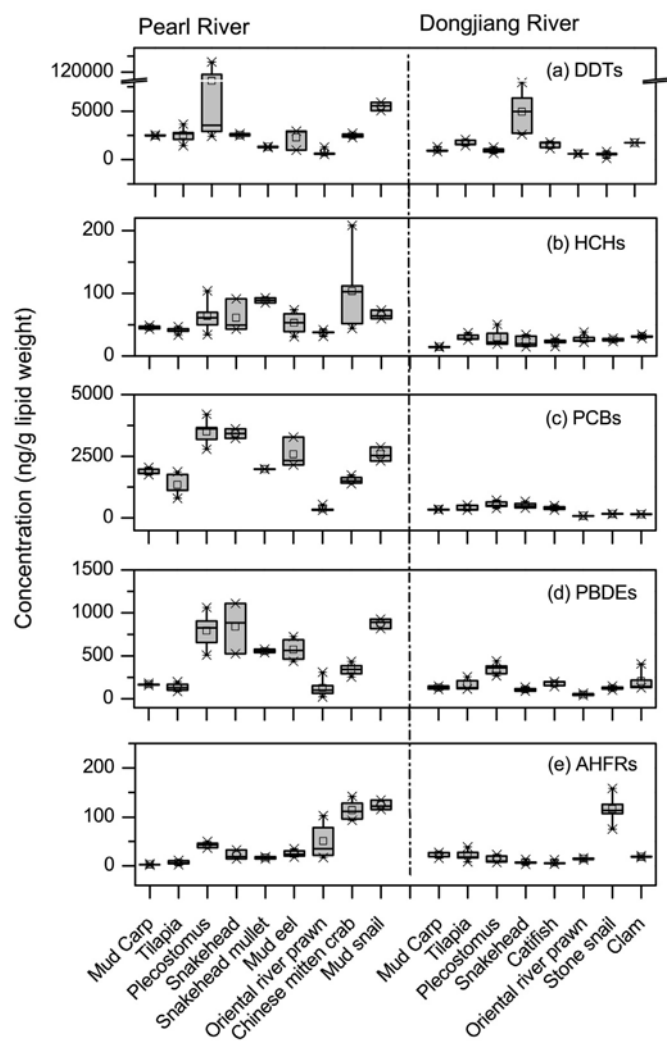 Pearl River
Dongjiang River
(a) DDTs
120000
5000
0
(b) HCHs
200
100
0
(c) PCBs
5000
2500
0
(d) PBDEs
1500
1000
500
0
(e) AHFRs
200
100
0
Concentration (ng/g lipid weight)
Mud Carp
Tilapia
Plecostomus
Snakehead
Snakehead mullet
Mud eel
Oriental river prawn
Chinese mitten crab
Mud snail
Mud Carp
Tilapia
Plecostomus
Snakehead
Catifish
Oriental river prawn
Stone snail
Clam